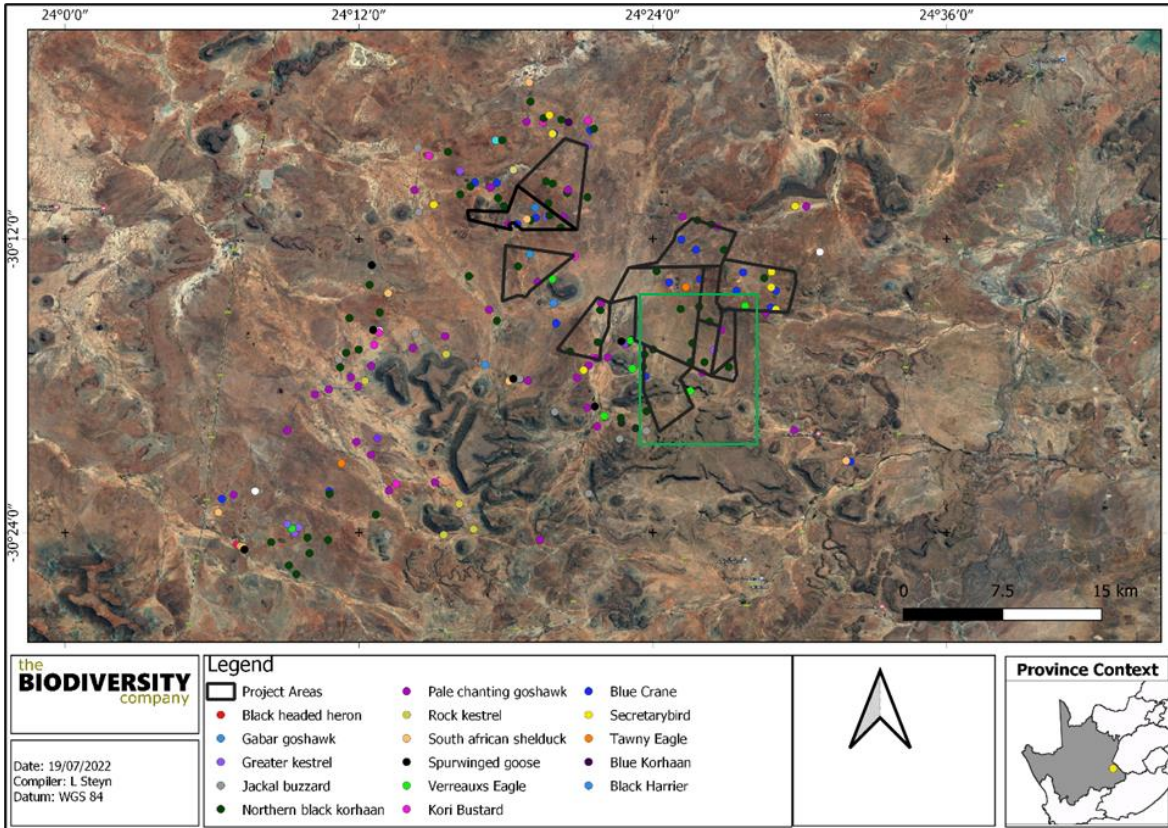 24°0'0" 24°12'0" 24°24'0" 24°36'0"
-30°12'0"
-30°24'0"
0 7.5 15 km
the
BIODIVERSITY
company
Date: 19/07/2022
Compiler: L Steyn
Datum: WGS 84
Legend
Project Areas
Black headed heron
Gabar goshawk
Greater kestrel
Jackal buzzard
Northern black korhaan
Pale chanting goshawk
Rock kestrel
South african shelduck
Spurwinged goose
Verreauxs Eagle
Kori Bustard
Blue Crane
Secretarybird
Tawny Eagle
Blue Korhaan
Black Harrier
Province Context